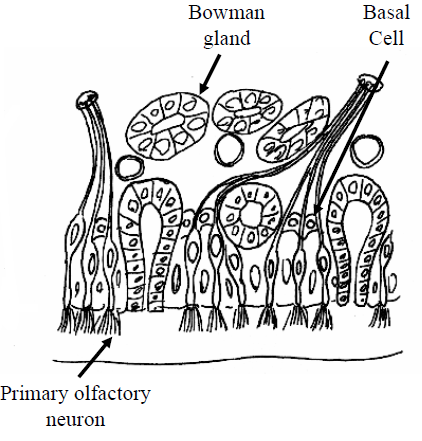 Bowman
gland
Basal
Cell
Primary olfactory
neuron